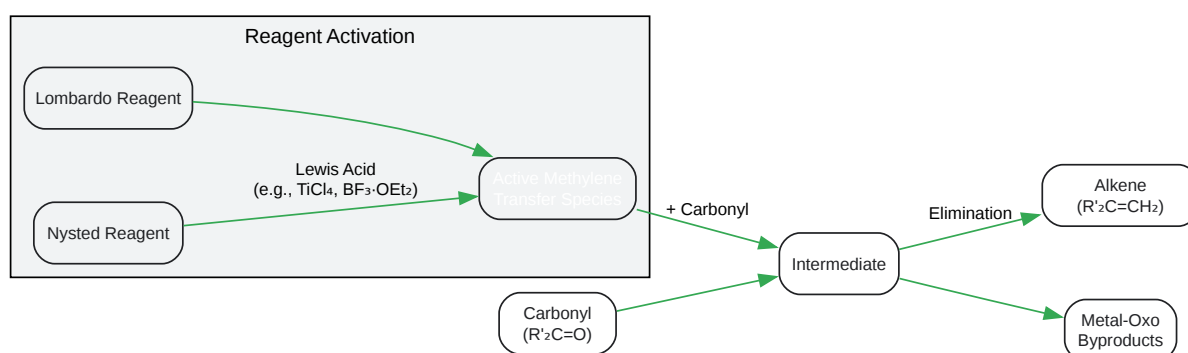 Reagent Activation
Lombardo Reagent
Lewis Acid
(e.g., TiCl₄, BF₃·OEt₂)
Nysted Reagent
Active Methylene
Transfer Species
+ Carbonyl
Carbonyl
(R'₂C=O)
Intermediate
Elimination
Alkene
(R'₂C=CH₂)
Metal-Oxo
Byproducts